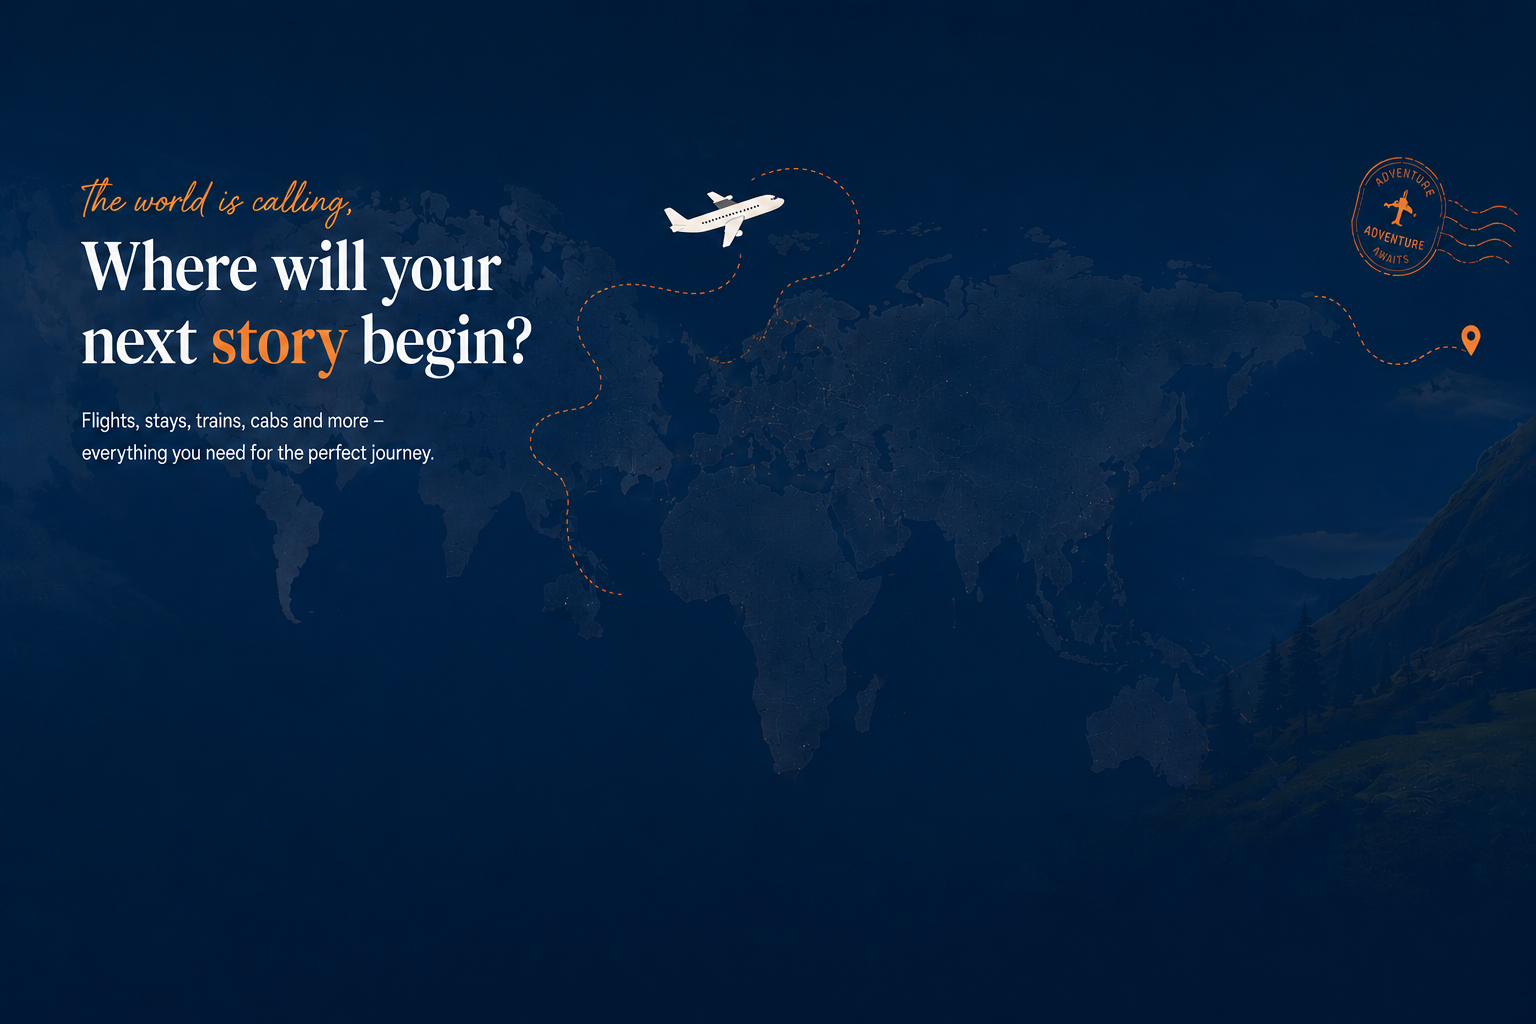 The world is calling,
Where will your
next story begin?
Flights, stays, trains, cabs and more –
everything you need for the perfect journey.
ADVENTURE
ADVENTURE
AWAITS